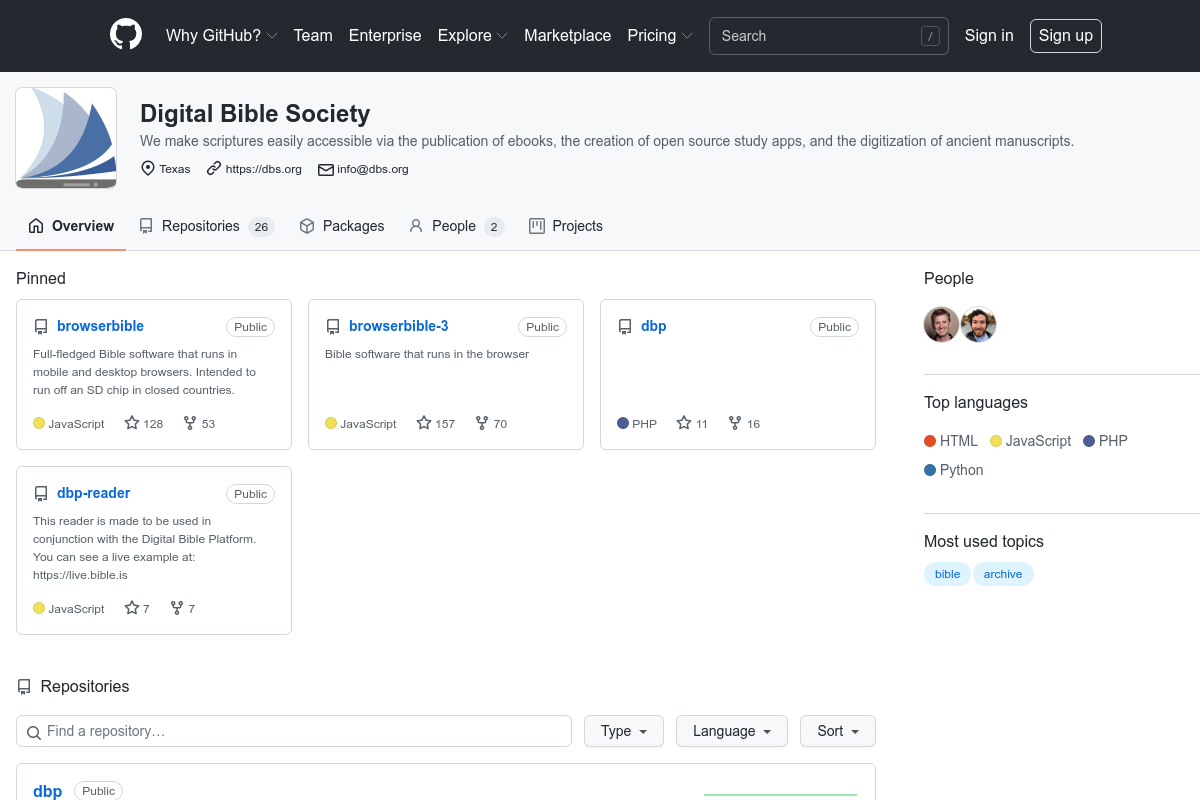 Why GitHub? Team Enterprise Explore Marketplace Pricing Search / Sign in Sign up
Digital Bible Society
We make scriptures easily accessible via the publication of ebooks, the creation of open source study apps, and the digitization of ancient manuscripts.
Texas https://dbs.org info@dbs.org
Overview Repositories 26 Packages People 2 Projects
Pinned
browserbible Public
Full-fledged Bible software that runs in
mobile and desktop browsers. Intended to
run off an SD chip in closed countries.
JavaScript 128 53
browserbible-3 Public
Bible software that runs in the browser
JavaScript 157 70
dbp Public
PHP 11 16
dbp-reader Public
This reader is made to be used in
conjunction with the Digital Bible Platform.
You can see a live example at:
https://live.bible.is
JavaScript 7 7
People
Top languages
HTML JavaScript PHP
Python
Most used topics
bible archive
Repositories
Find a repository… Type Language Sort
dbp Public